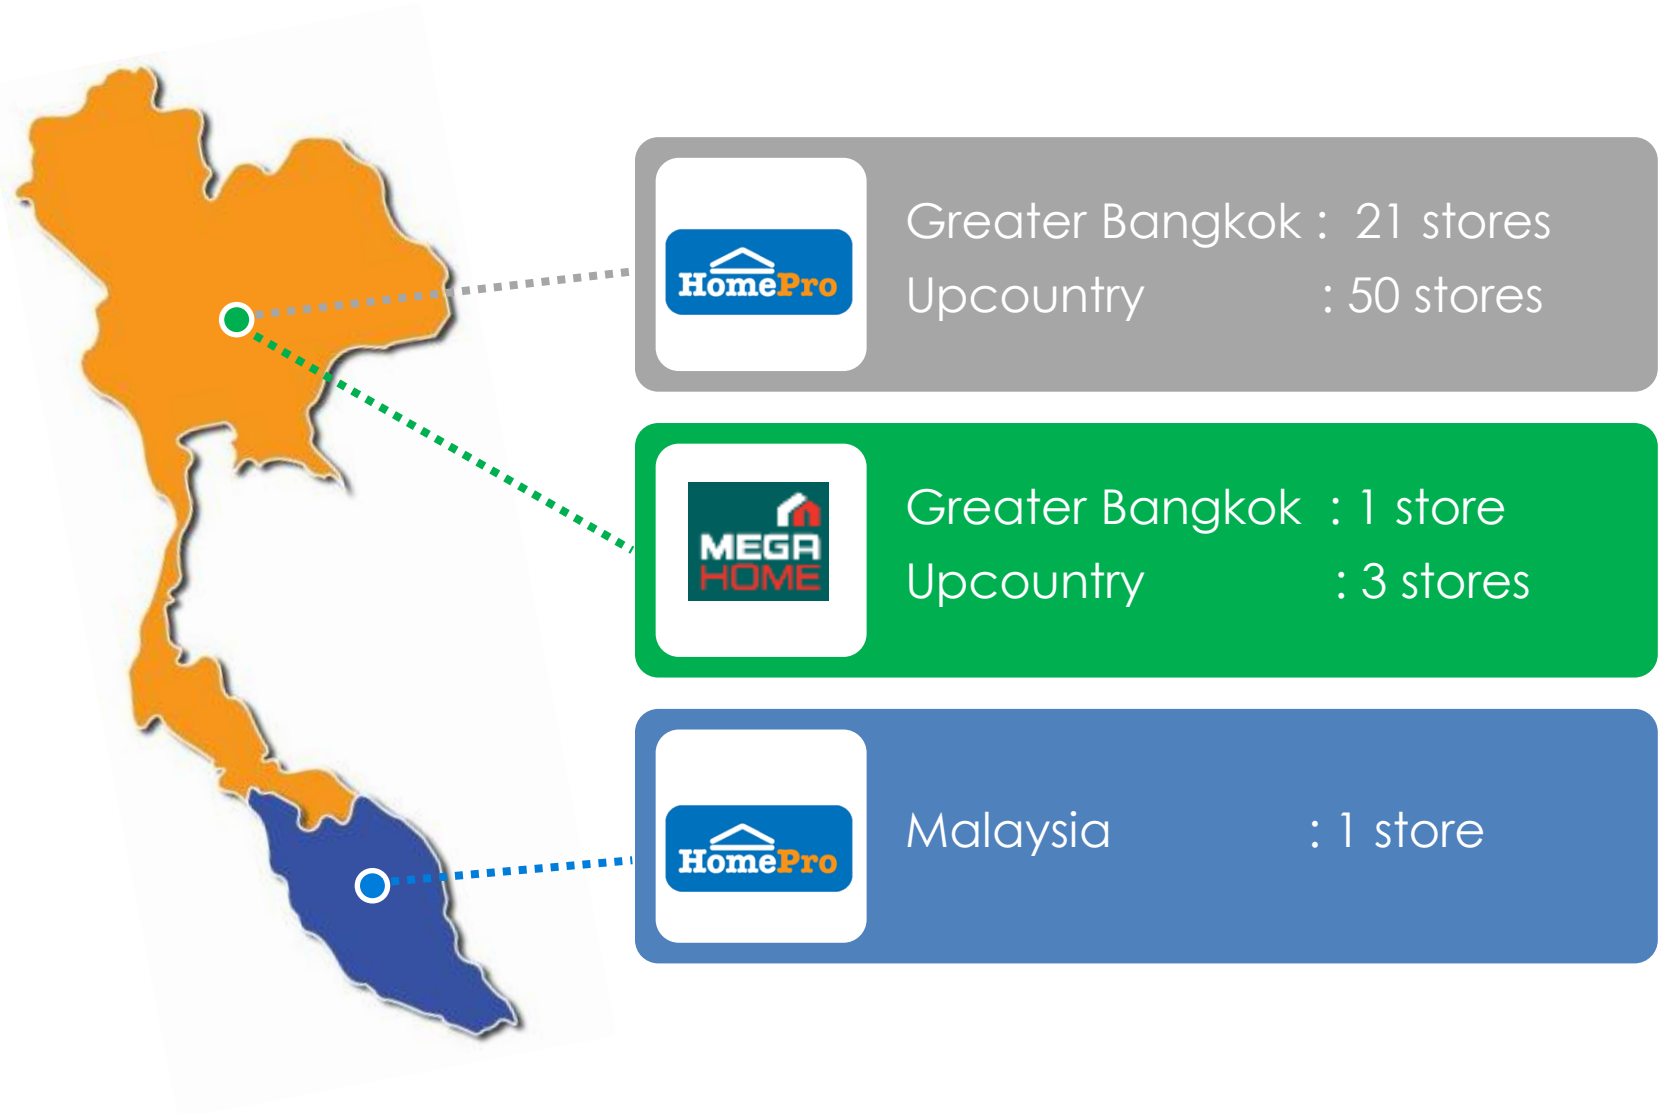 HomePro
Greater Bangkok : 21 stores
Upcountry : 50 stores
MEGA
HOME
Greater Bangkok : 1 store
Upcountry : 3 stores
HomePro
Malaysia : 1 store